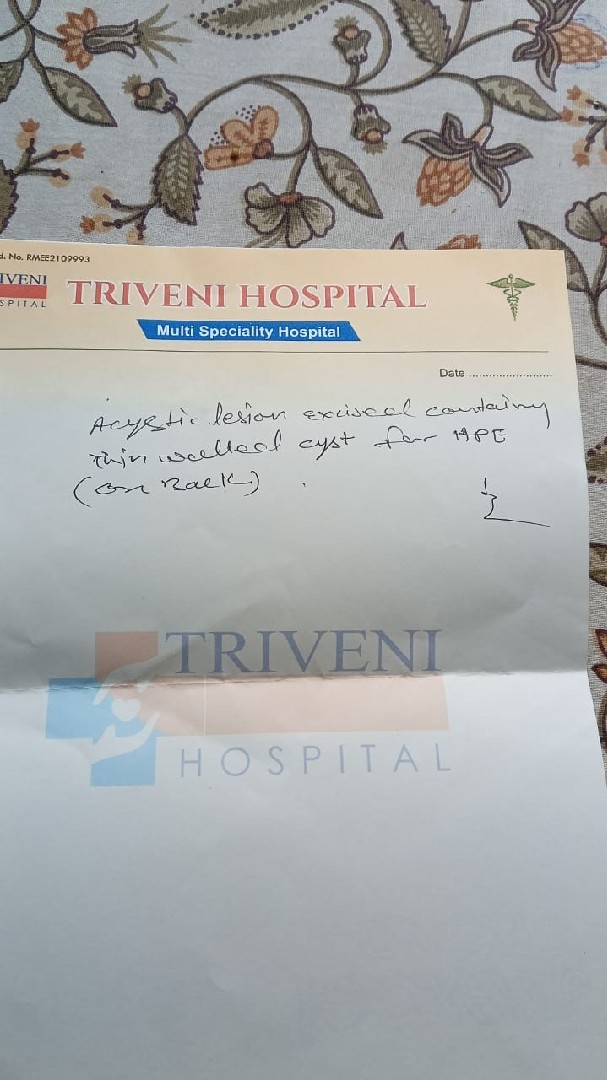 d. No. RMEE2109993
IVENI
SPITAL
TRIVENI HOSPITAL
Multi Speciality Hospital
Date ........................
A cystic lesion excised containing
thin walled cyst for HPE
(on Back)
TRIVENI
HOSPITAL